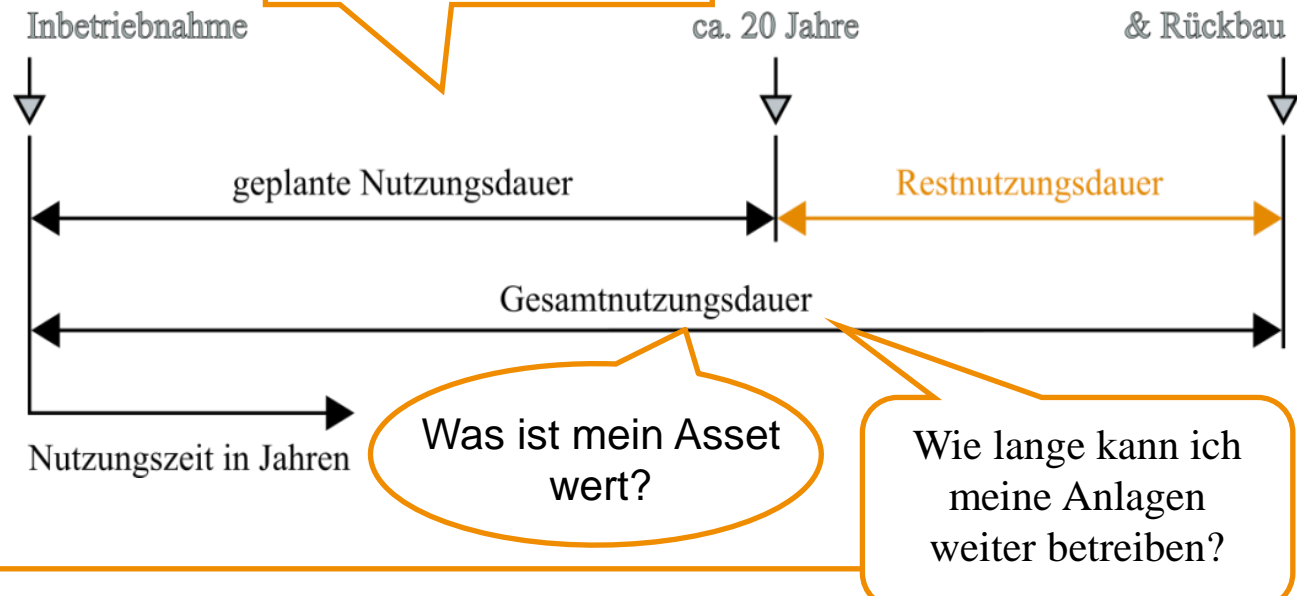 Inbetriebnahme
ca. 20 Jahre
& Rückbau
geplante Nutzungsdauer
Restnutzungsdauer
Gesamtnutzungsdauer
Nutzungszeit in Jahren
Was ist mein Asset
wert?
Wie lange kann ich
meine Anlagen
weiter betreiben?